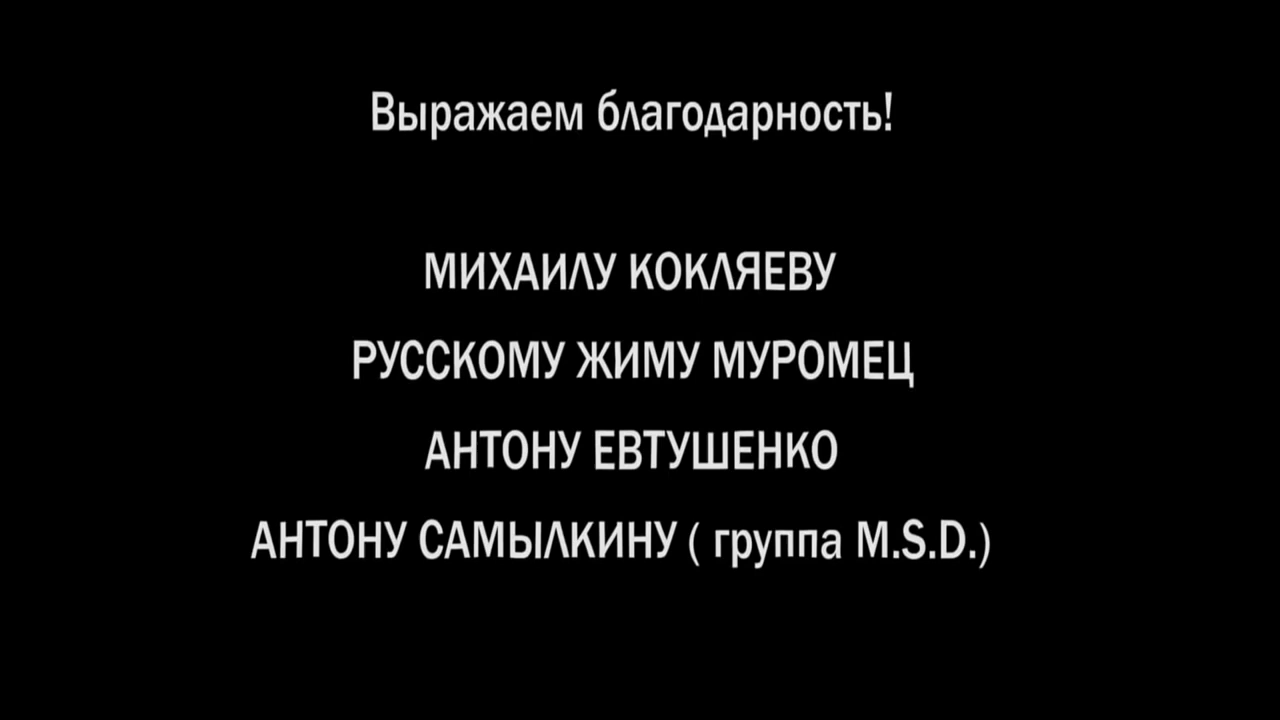 Выражаем благодарность!
МИХАИЛУ КОКЛЯЕВУ
РУССКОМУ ЖИМУ МУРОМЕЦ
АНТОНУ ЕВТУШЕНКО
АНТОНУ САМЫЛКИНУ ( группа M.S.D.)